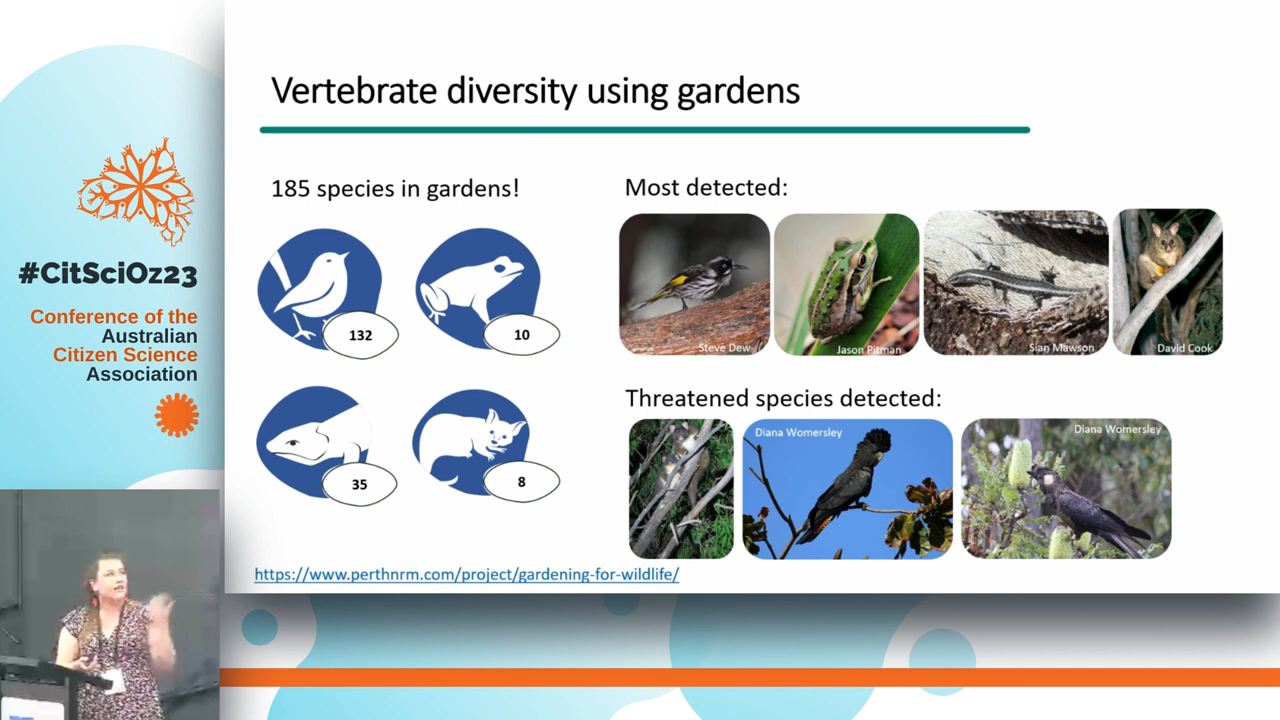 #CitSciOz23
Conference of the
Australian
Citizen Science
Association
Vertebrate diversity using gardens
185 species in gardens!
132
10
35
8
https://www.perthnrm.com/project/gardening-for-wildlife/
Most detected:
Steve Dew
Jason Pitman
Sian Mawson
David Cook
Threatened species detected:
Diana Womersley
Diana Womersley